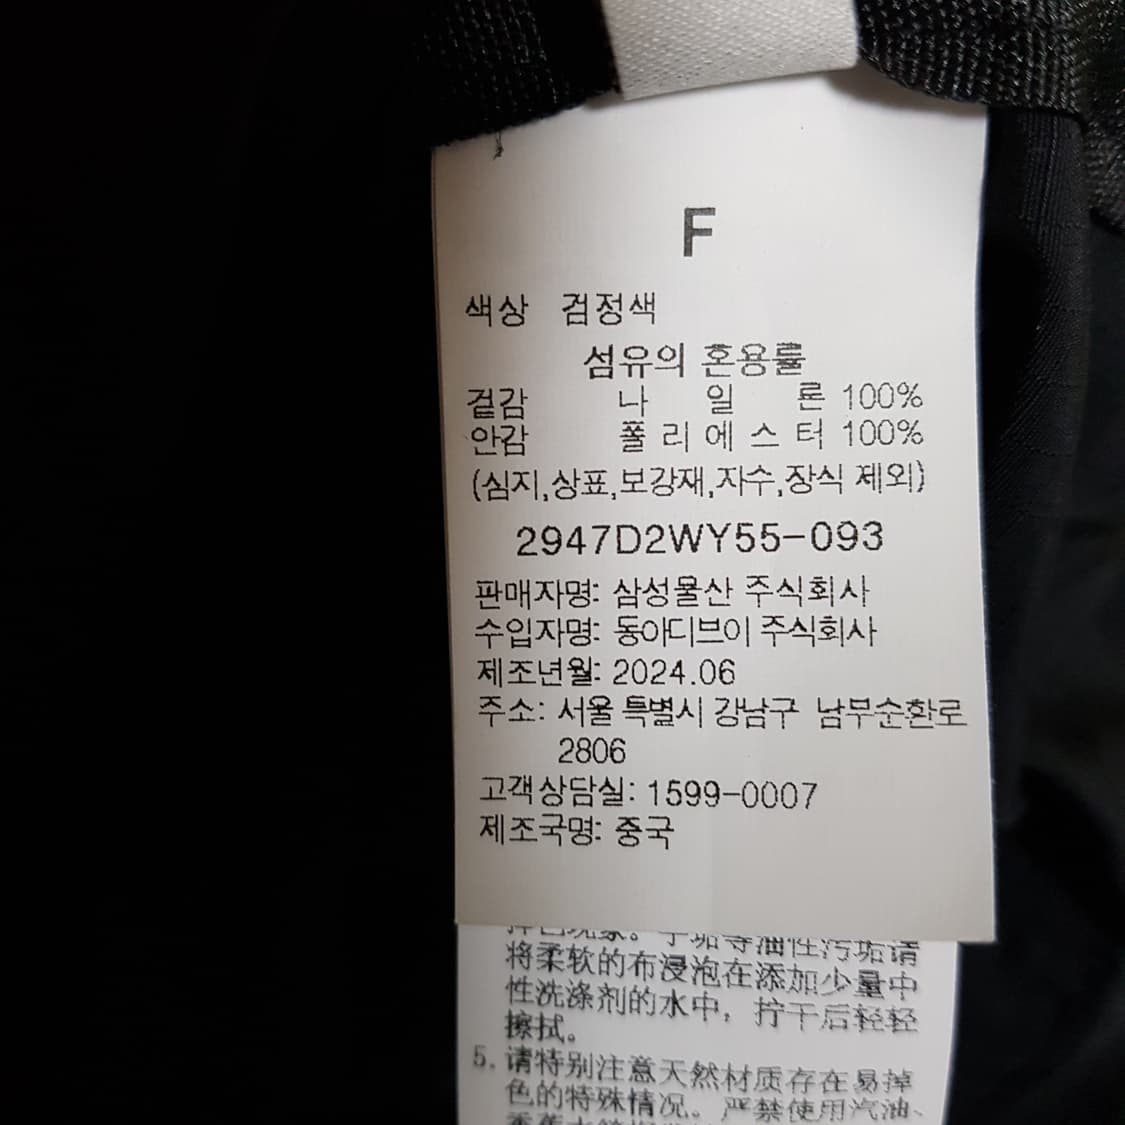 F
색상 검정색
섬유의 혼용률
겉감 나 일 론 100%
안감 폴 리 에 스 터 100%
(심지,상표,보강재,자수,장식 제외)
2947D2WY55-093
판매자명: 삼성물산 주식회사
수입자명: 동아디브이 주식회사
제조년월: 2024.06
주소: 서울 특별시 강남구 남부순환로
2806
고객상담실: 1599-0007
제조국명: 중국
等油性污垢请
将柔软的布浸泡在添加少量中
性洗涤剂的水中，拧干后轻轻
擦拭。
5. 请特别注意天然材质存在易掉
色的特殊情况。严禁使用汽油、